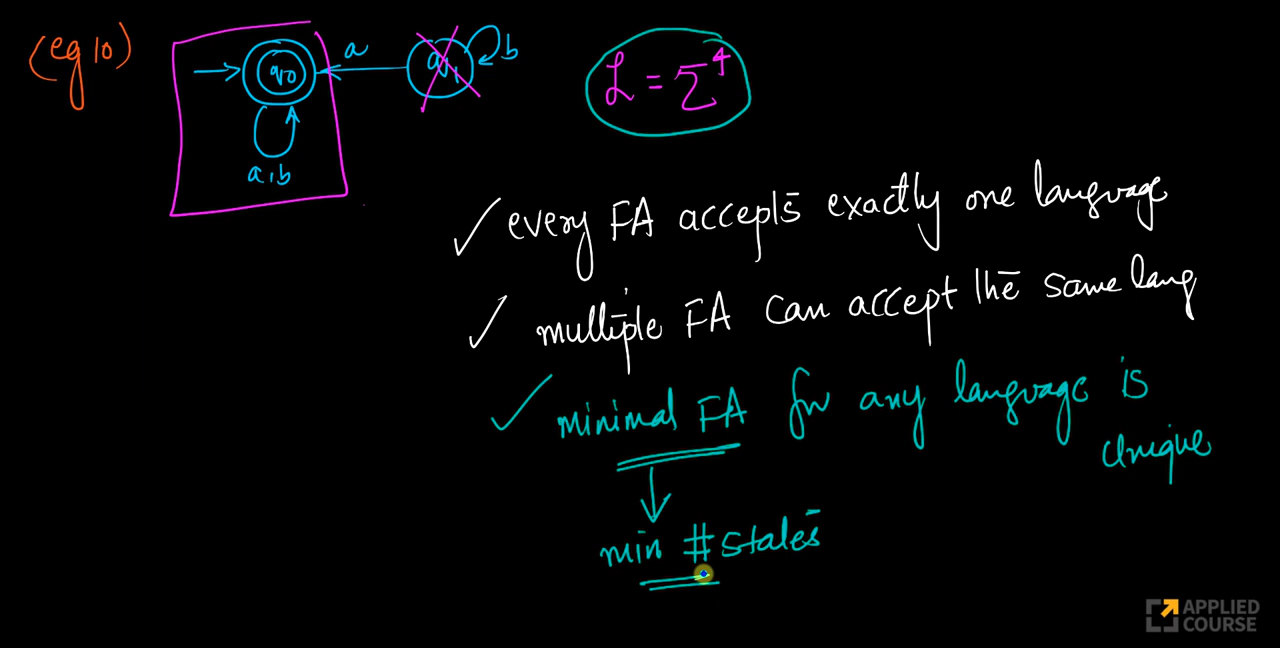 (eg 10)
q0
a
q1
b
a,b
L = Σ^4
every FA accepts exactly one language
multiple FA can accept the same lang
minimal FA for any language is
unique
min # states
APPLIED
COURSE